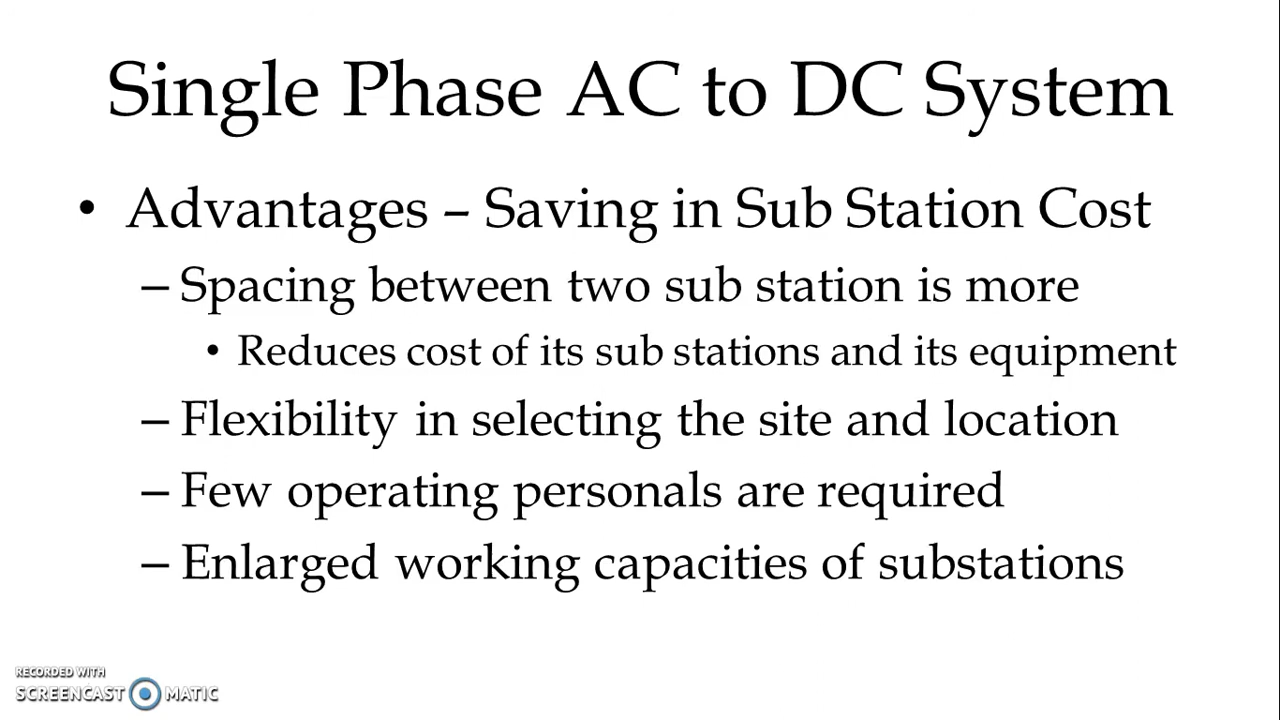 Single Phase AC to DC System
• Advantages – Saving in Sub Station Cost
– Spacing between two sub station is more
• Reduces cost of its sub stations and its equipment
– Flexibility in selecting the site and location
– Few operating personals are required
– Enlarged working capacities of substations
RECORDED WITH
SCREENCAST MATIC